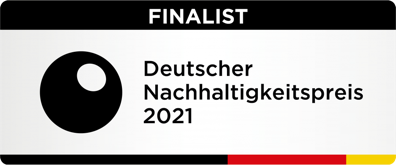 FINALIST
Deutscher
Nachhaltigkeitspreis
2021